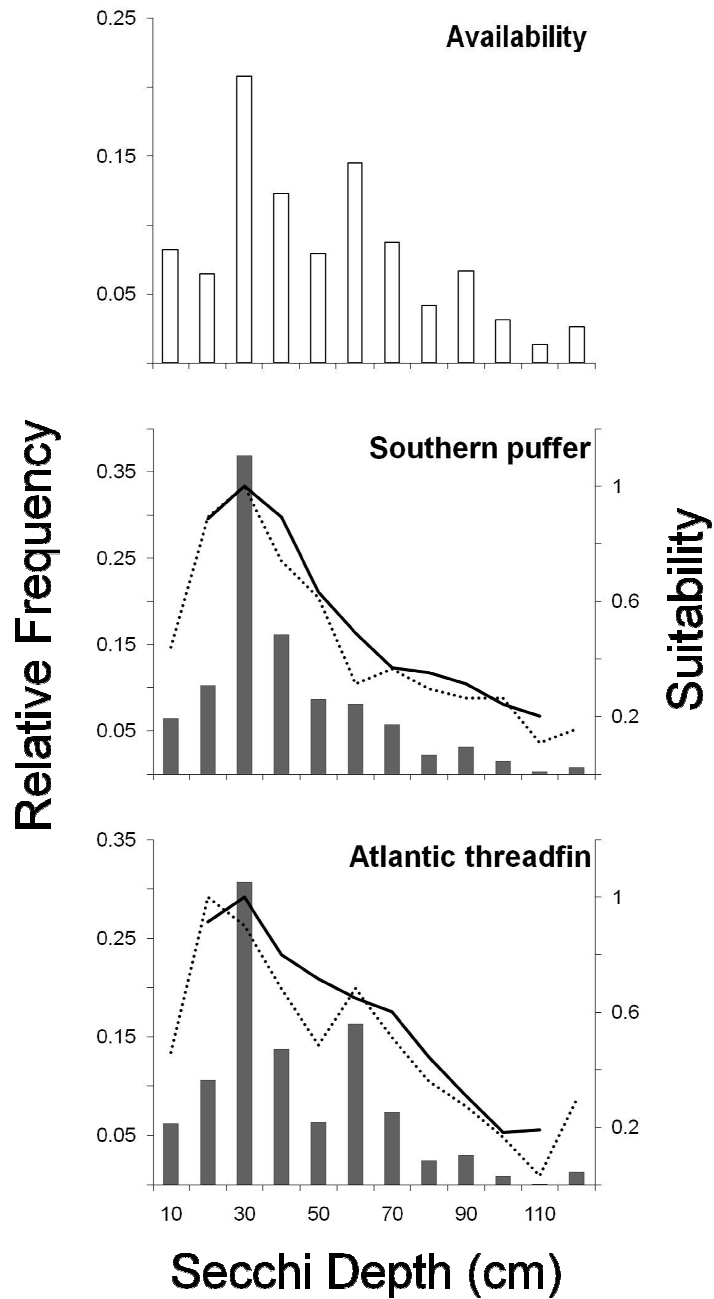 Availability
0.25
0.15
0.05
Southern puffer
0.35
0.25
0.15
0.05
1
0.6
0.2
Relative Frequency
Suitability
Atlantic threadfin
0.35
0.25
0.15
0.05
1
0.6
0.2
10 30 50 70 90 110
Secchi Depth (cm)